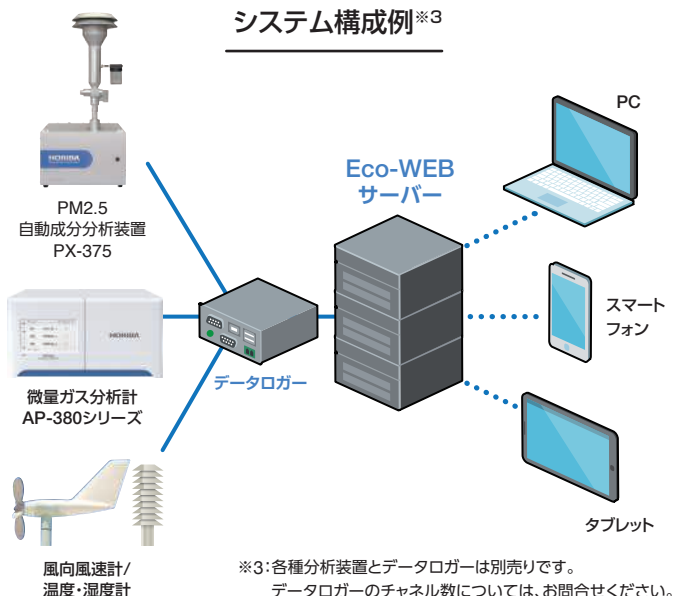 システム構成例※3
HORIBA
PM2.5
自動成分分析装置
PX-375
HORIBA
微量ガス分析計
AP-380シリーズ
風向風速計/
温度・湿度計
データロガー
Eco-WEB
サーバー
PC
スマート
フォン
タブレット
※3：各種分析装置とデータロガーは別売りです。
データロガーのチャネル数については、お問合せください。